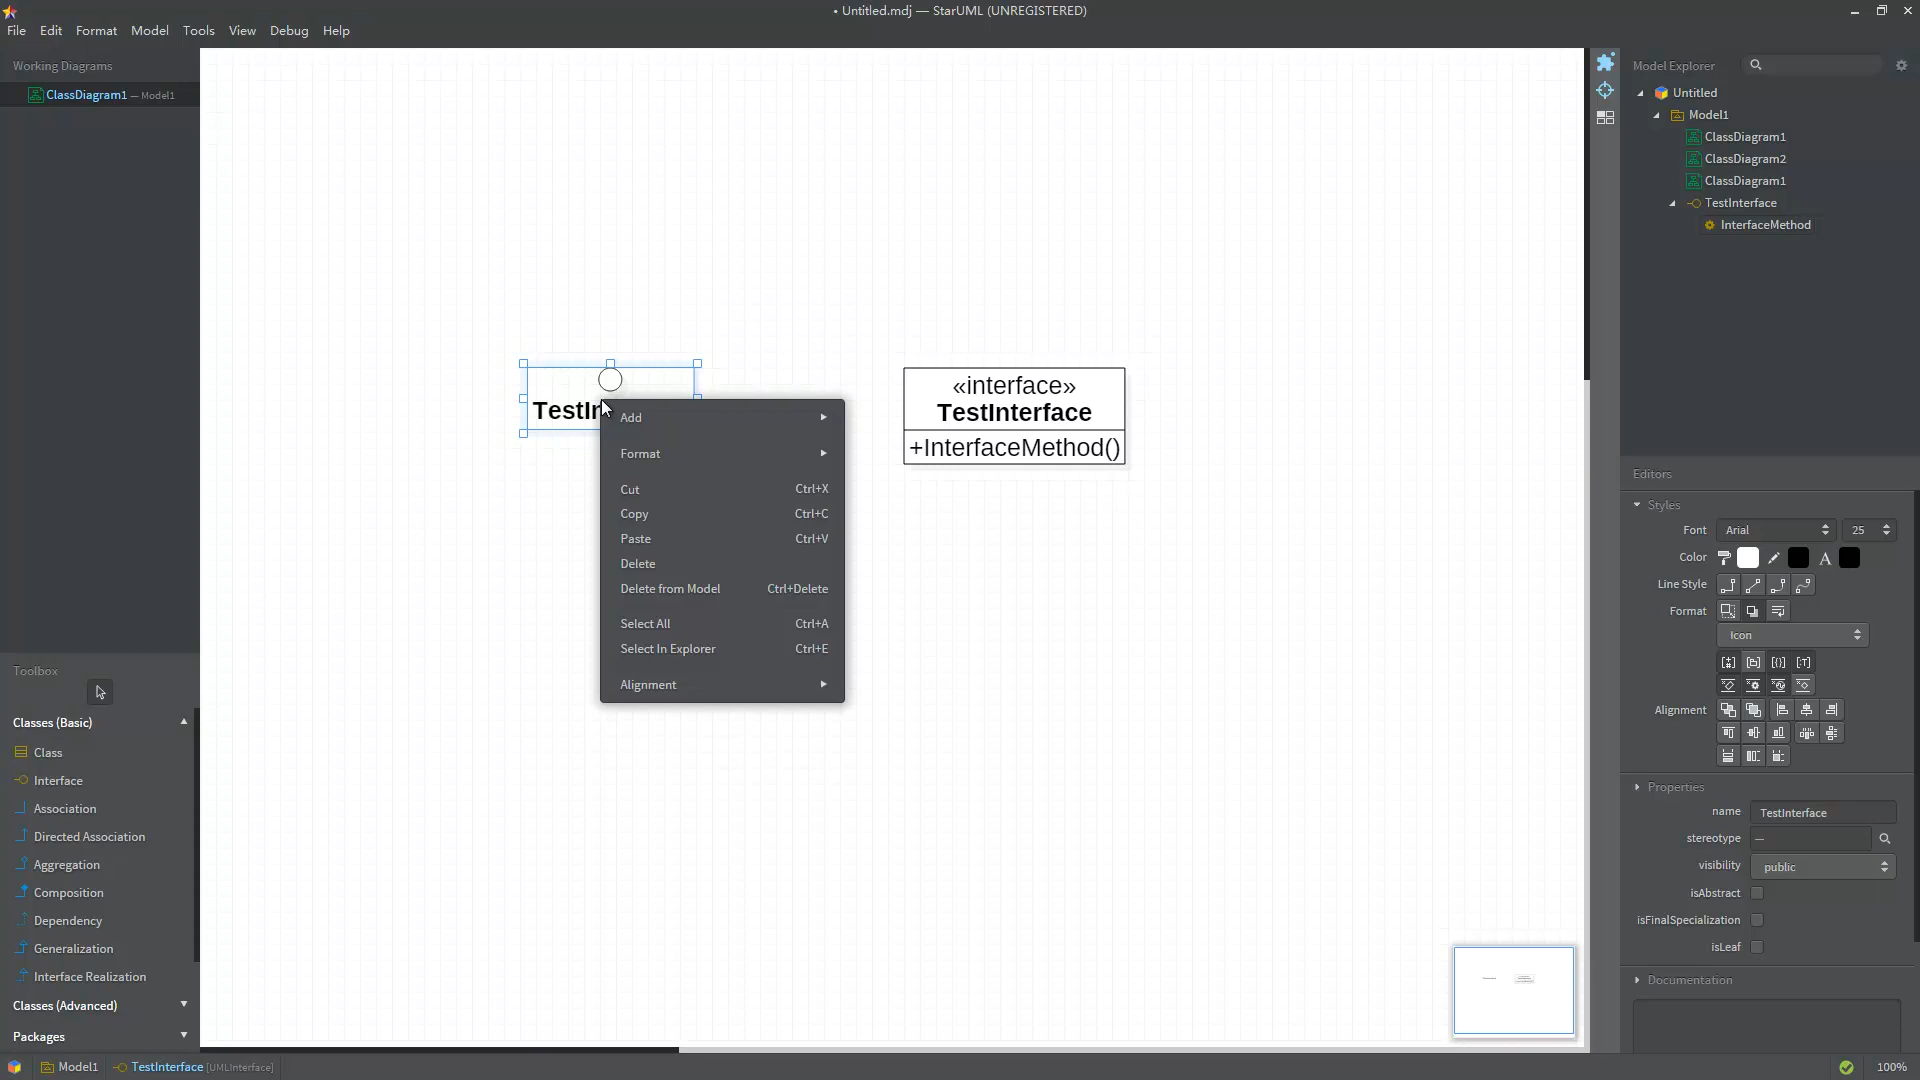 • Untitled.mdj — StarUML (UNREGISTERED)
File Edit Format Model Tools View Debug Help
Working Diagrams
ClassDiagram1 — Model1
Toolbox
Classes (Basic)
Class
Interface
Association
Directed Association
Aggregation
Composition
Dependency
Generalization
Interface Realization
Classes (Advanced)
Packages
Add
Format
Cut Ctrl+X
Copy Ctrl+C
Paste Ctrl+V
Delete
Delete from Model Ctrl+Delete
Select All Ctrl+A
Select In Explorer Ctrl+E
Alignment
«interface»
TestInterface
+InterfaceMethod()
Model Explorer
Untitled
Model1
ClassDiagram1
ClassDiagram2
ClassDiagram1
TestInterface
InterfaceMethod
Editors
Styles
Font Arial 25
Color
Line Style
Format
Icon
Alignment
Properties
name TestInterface
stereotype —
visibility public
isAbstract
isFinalSpecialization
isLeaf
Documentation
Model1 TestInterface [UMLInterface] 100%